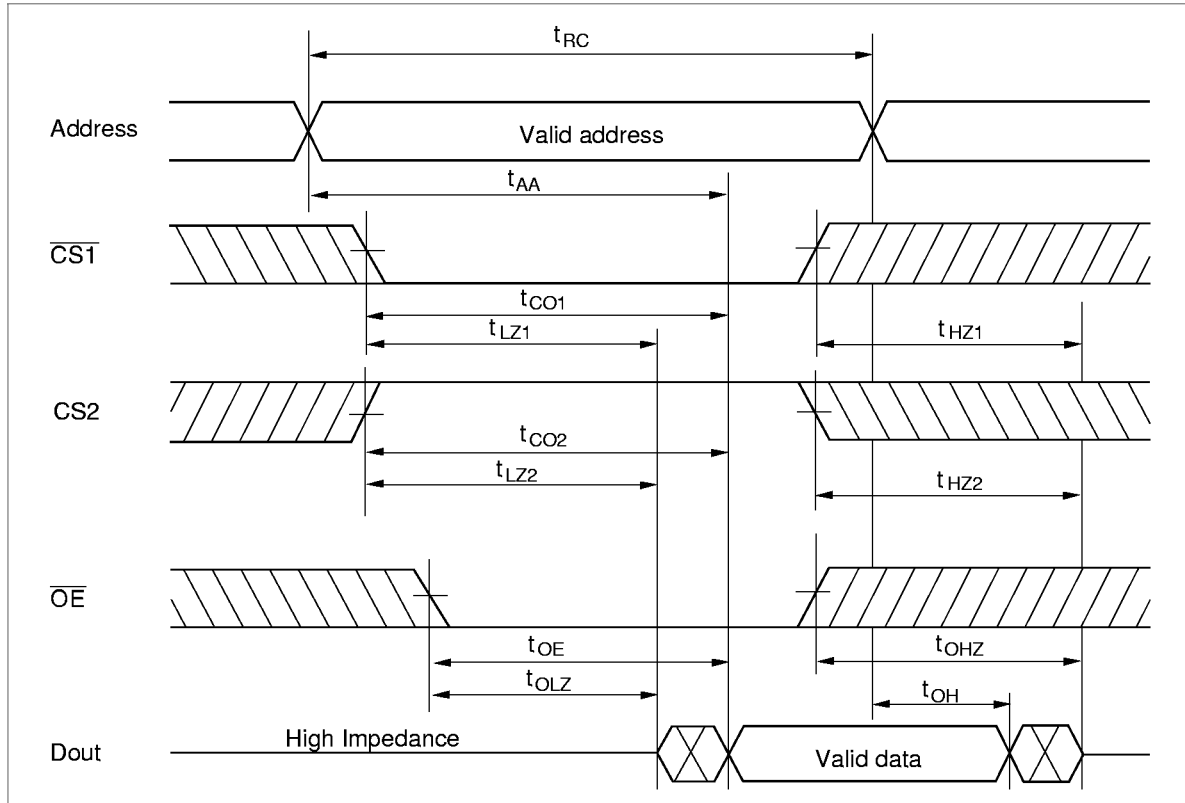 tRC
Address
Valid address
tAA
CS1
tCO1
tLZ1
tHZ1
CS2
tCO2
tLZ2
tHZ2
OE
tOE
tOHZ
tOLZ
tOH
High Impedance
Dout
Valid data